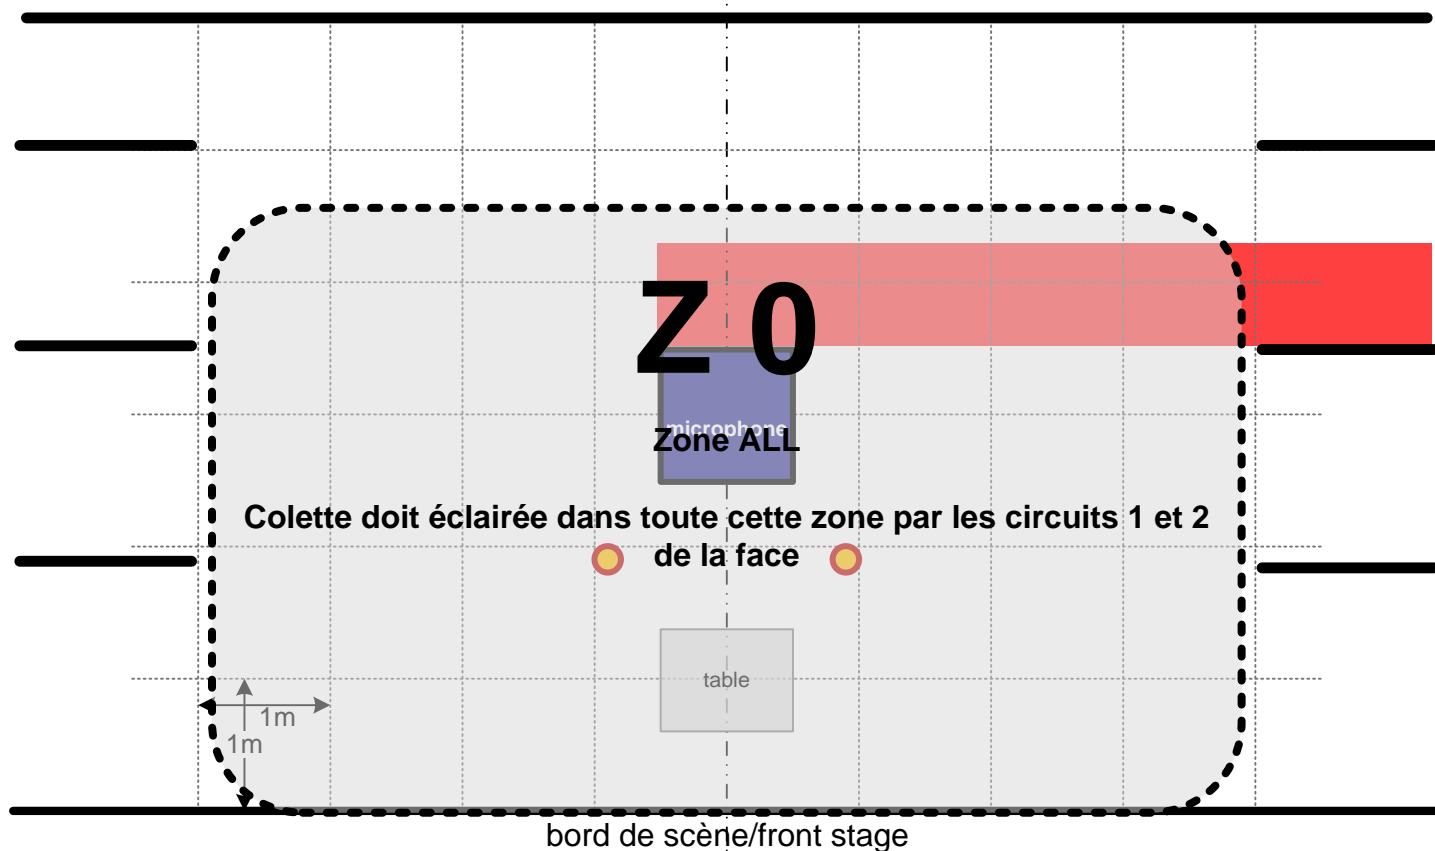 Z 0
microphone
Zone ALL
Colette doit éclairée dans toute cette zone par les circuits 1 et 2
de la face
table
1m
1m
bord de scène/front stage